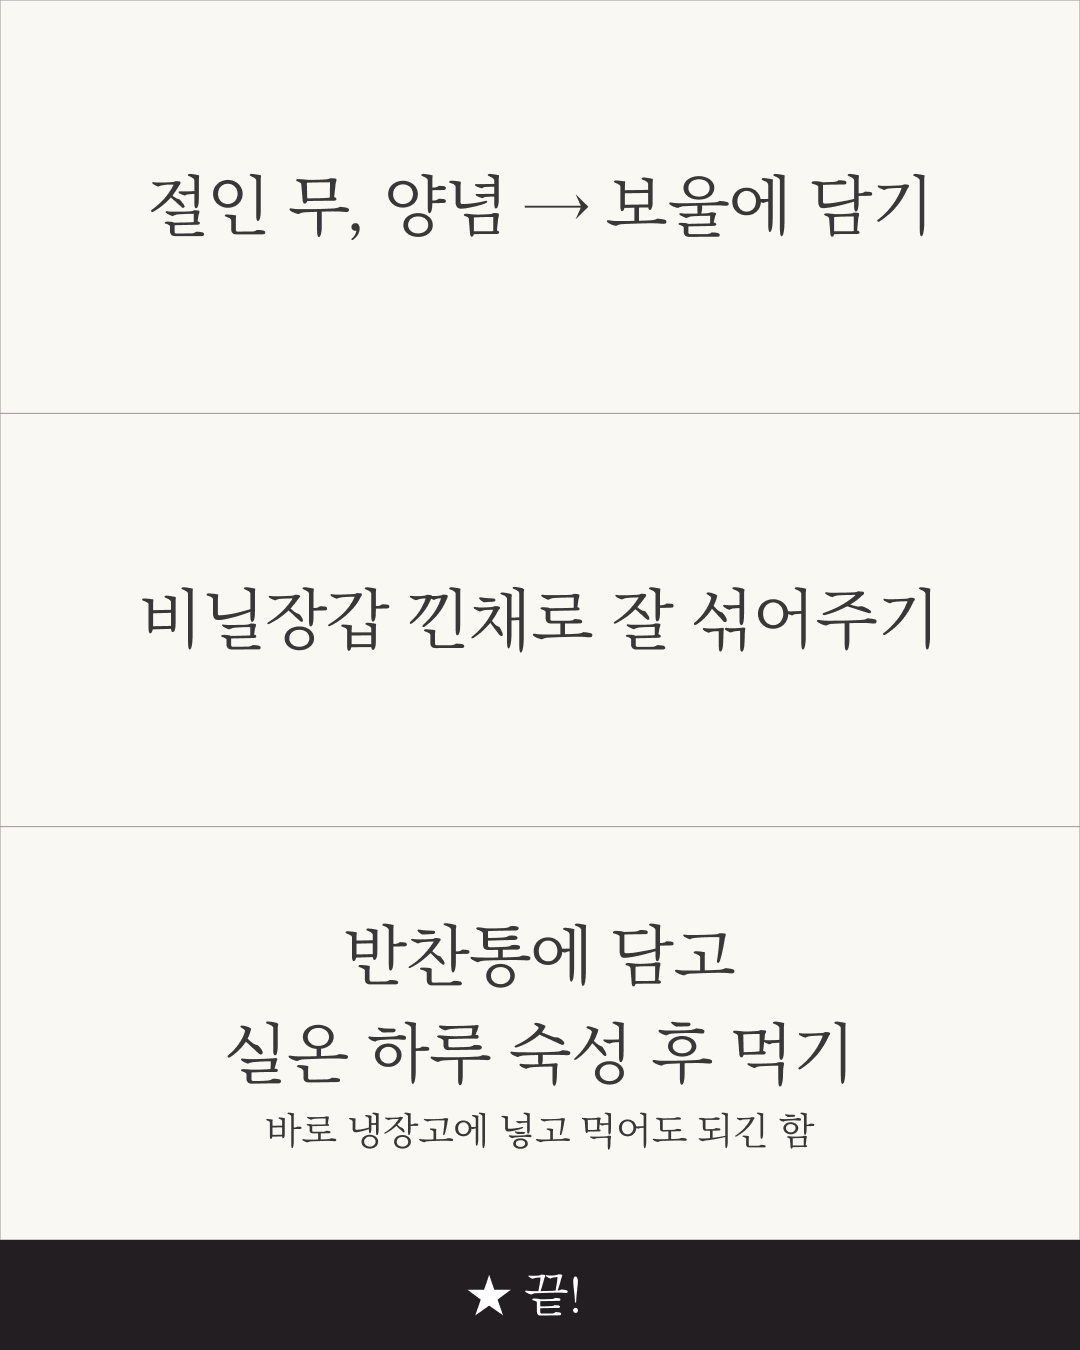 절인 무, 양념 → 보울에 담기
비닐장갑 낀채로 잘 섞어주기
반찬통에 담고
실온 하루 숙성 후 먹기
바로 냉장고에 넣고 먹어도 되긴 함
★ 끝!